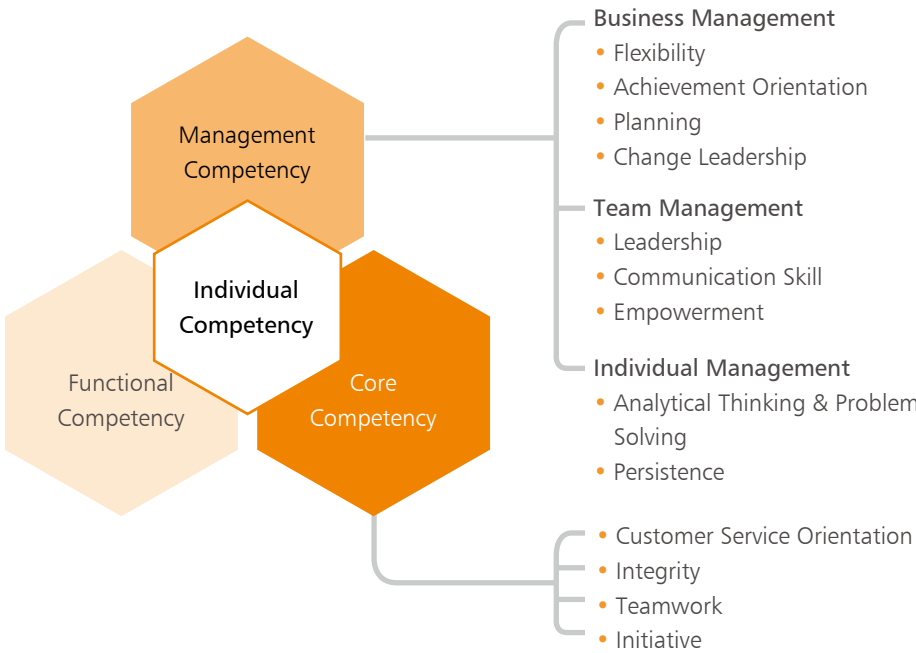 Management
Competency
Individual
Competency
Functional
Competency
Core
Competency
Business Management
• Flexibility
• Achievement Orientation
• Planning
• Change Leadership
Team Management
• Leadership
• Communication Skill
• Empowerment
Individual Management
• Analytical Thinking & Problem
Solving
• Persistence
• Customer Service Orientation
• Integrity
• Teamwork
• Initiative